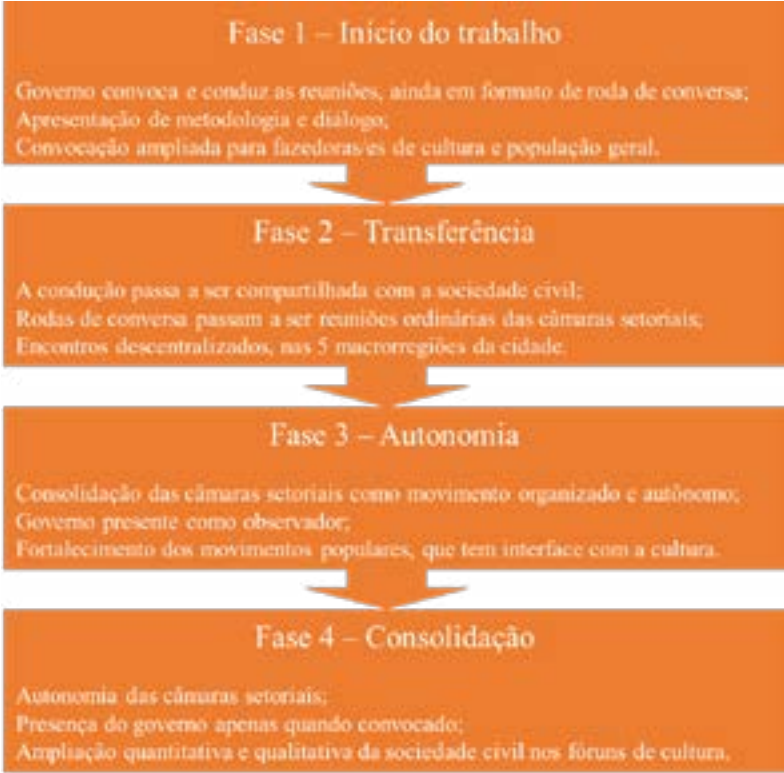 Fase 1 – Início do trabalho
Governo convoca e conduz as reuniões, ainda em formato de roda de conversa;
Apresentação de metodologia e diálogo;
Convocação ampliada para fazedoras/es de cultura e população geral.
Fase 2 – Transferência
A condução passa a ser compartilhada com a sociedade civil;
Rodas de conversa passam a ser reuniões ordinárias das câmaras setoriais;
Encontros descentralizados, nas 5 macrorregiões da cidade.
Fase 3 – Autonomia
Consolidação das câmaras setoriais como movimento organizado e autônomo;
Governo presente como observador;
Fortalecimento dos movimentos populares, que tem interface com a cultura.
Fase 4 – Consolidação
Autonomia das câmaras setoriais;
Presença do governo apenas quando convocado;
Ampliação quantitativa e qualitativa da sociedade civil nos fóruns de cultura.